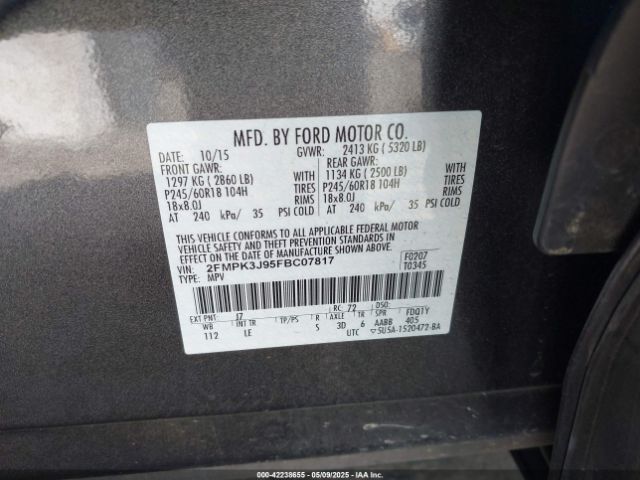 MFD. BY FORD MOTOR CO.
DATE: 10/15 GVWR: 2413 KG ( 5320 LB)
FRONT GAWR: REAR GAWR:
1297 KG ( 2860 LB) WITH 1134 KG ( 2500 LB) WITH
P245/60R18 104H TIRES P245/60R18 104H TIRES
18x8.0J RIMS 18x8.0J RIMS
AT 240 kPa/ 35 PSI COLD AT 240 kPa/ 35 PSI COLD
THIS VEHICLE CONFORMS TO ALL APPLICABLE FEDERAL MOTOR
VEHICLE SAFETY AND THEFT PREVENTION STANDARDS IN
EFFECT ON THE DATE OF MANUFACTURE SHOWN ABOVE.
VIN: 2FMPK3J95FBC07817 F0207
TYPE: MPV T0345
EXT PNT: J7 RC: 72 DSO:
WB INT TR TP/PS R AXLE TR SPR FDQ1Y
112 LE S 3D 6 AABB 405
UTC ▽5U5A-1520472-BA
000-42238655 - 05/09/2025 - IAA, Inc.